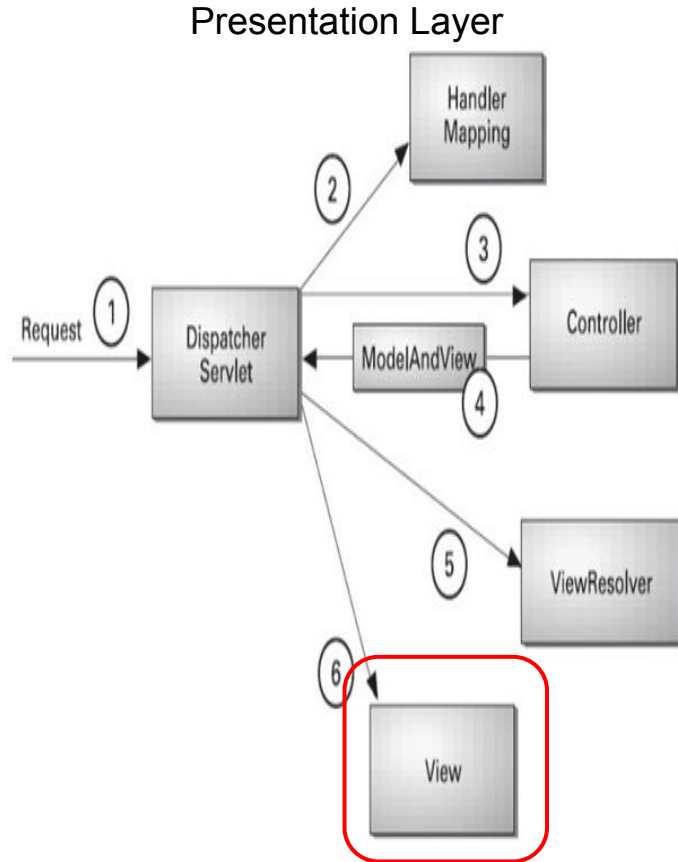 Presentation Layer
Handler
Mapping
2
3
1
Request
Dispatcher
Servlet
Controller
ModelAndView
4
5
ViewResolver
6
View